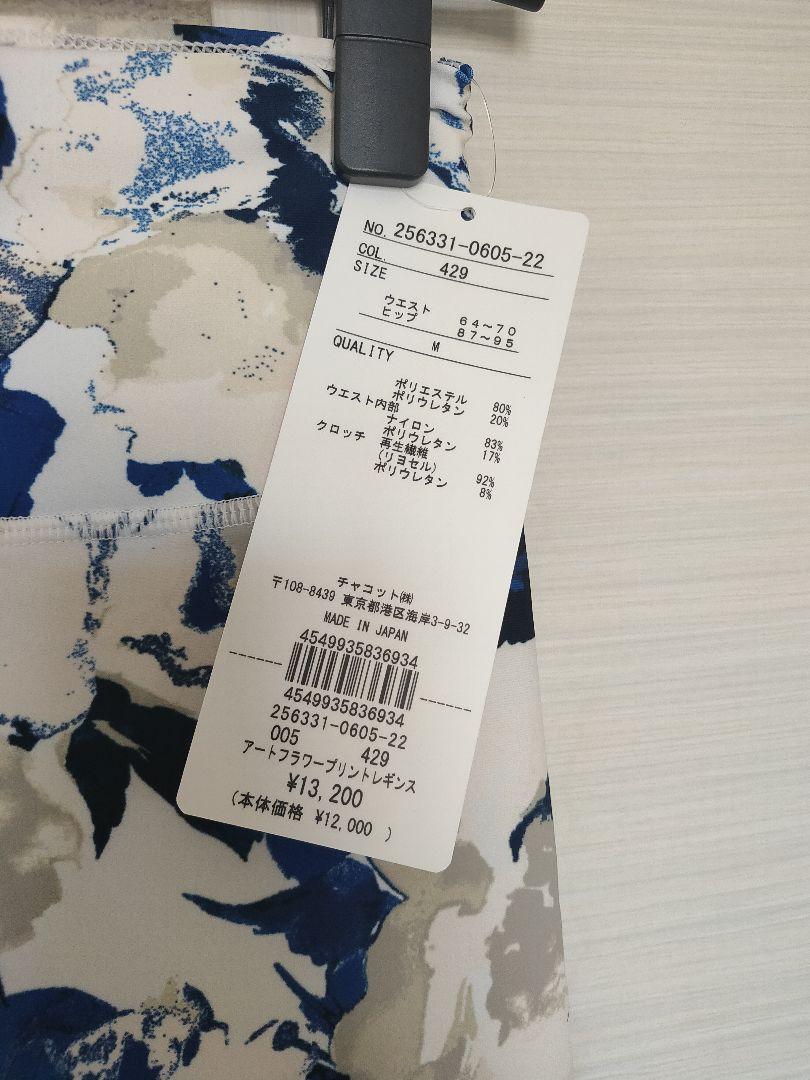 NO. 256331-0605-22
COL. 429
SIZE
ウエスト 64～70
ヒップ 87～95
M
QUALITY
ポリエステル 80%
ポリウレタン 20%
ウエスト内部
ナイロン 83%
ポリウレタン 17%
クロッチ 再生繊維
(リヨセル) 92%
ポリウレタン 8%
チャコット㈱
〒108-8439 東京都港区海岸3-9-32
MADE IN JAPAN
4549935836934
4549935836934
256331-0605-22
005 429
アートフラワープリントレギンス
¥13,200
(本体価格 ¥12,000 )